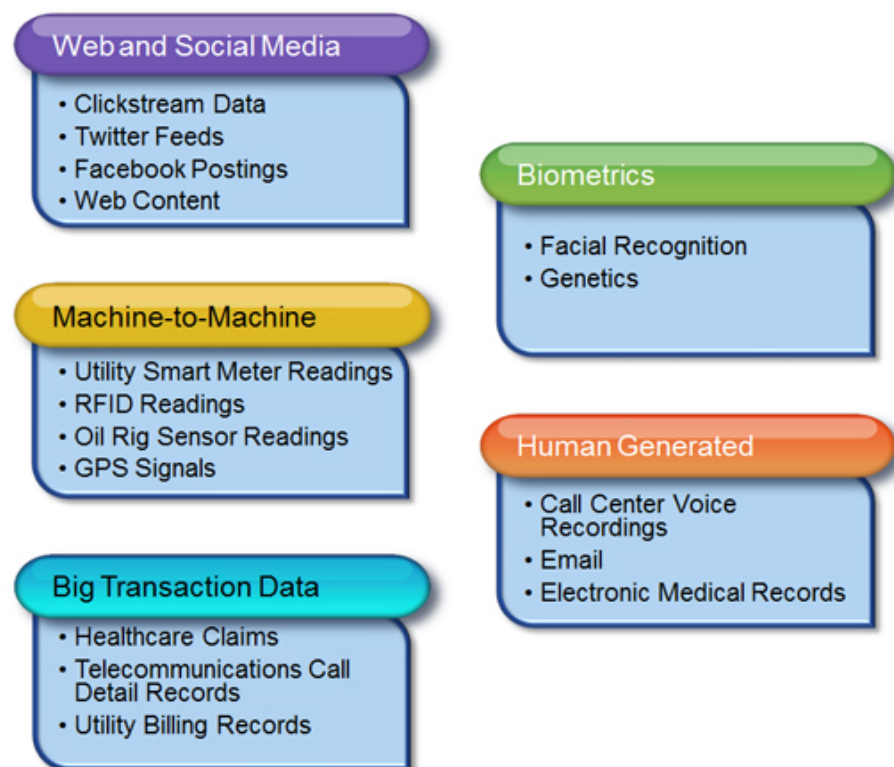 Web and Social Media
• Clickstream Data
• Twitter Feeds
• Facebook Postings
• Web Content
Machine-to-Machine
• Utility Smart Meter Readings
• RFID Readings
• Oil Rig Sensor Readings
• GPS Signals
Big Transaction Data
• Healthcare Claims
• Telecommunications Call
Detail Records
• Utility Billing Records
Biometrics
• Facial Recognition
• Genetics
Human Generated
• Call Center Voice
Recordings
• Email
• Electronic Medical Records